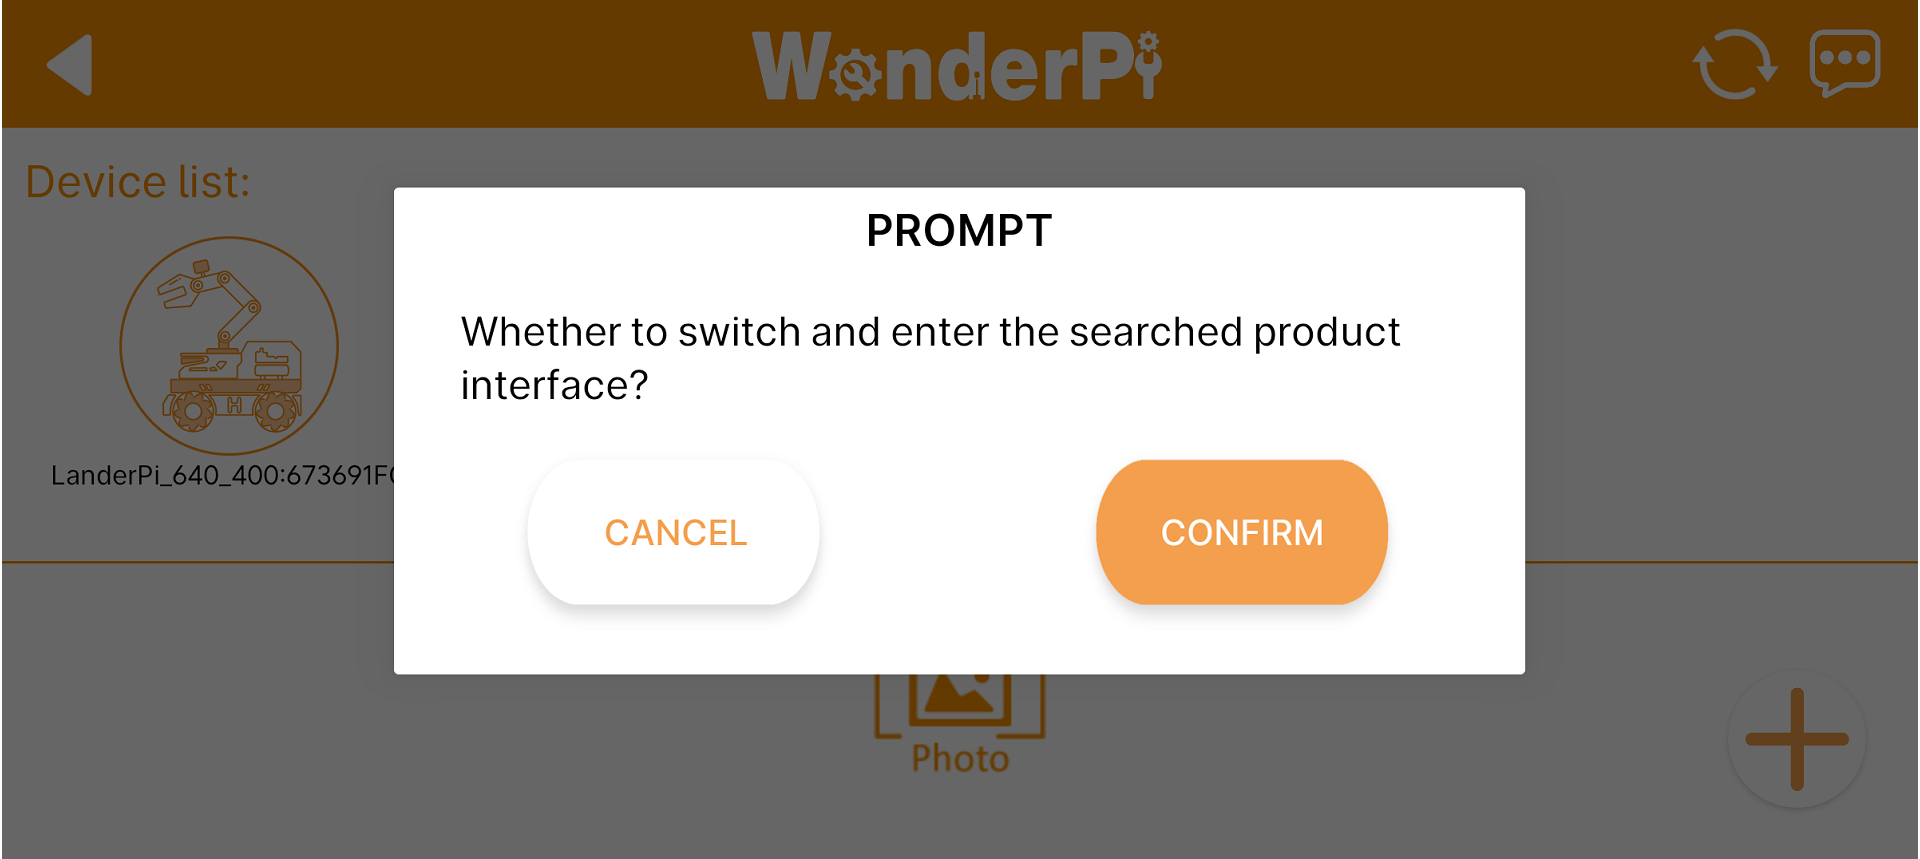 WonderPi
Device list:
PROMPT
Whether to switch and enter the searched product
interface?
LanderPi_640_400:673691F
CANCEL
CONFIRM
H
Photo